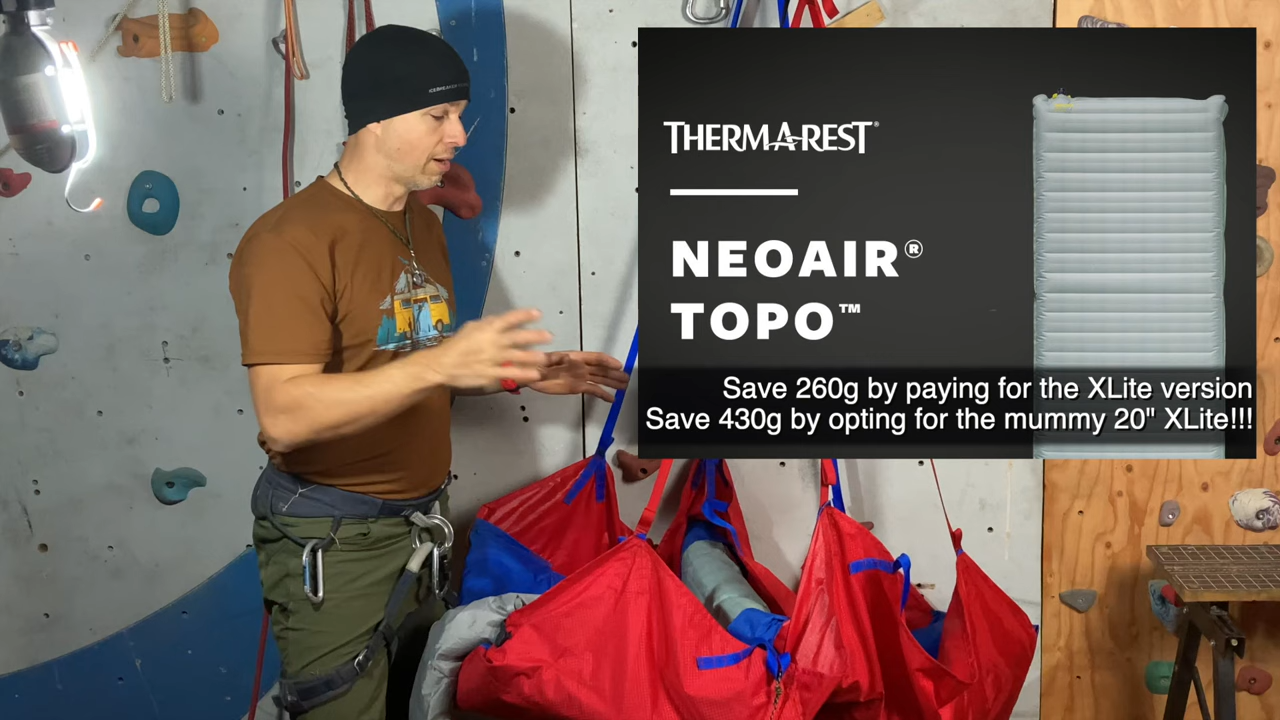 THERMAREST®
NEOAIR®
TOPO™
Save 260g by paying for the XLite version
Save 430g by opting for the mummy 20" XLite!!!